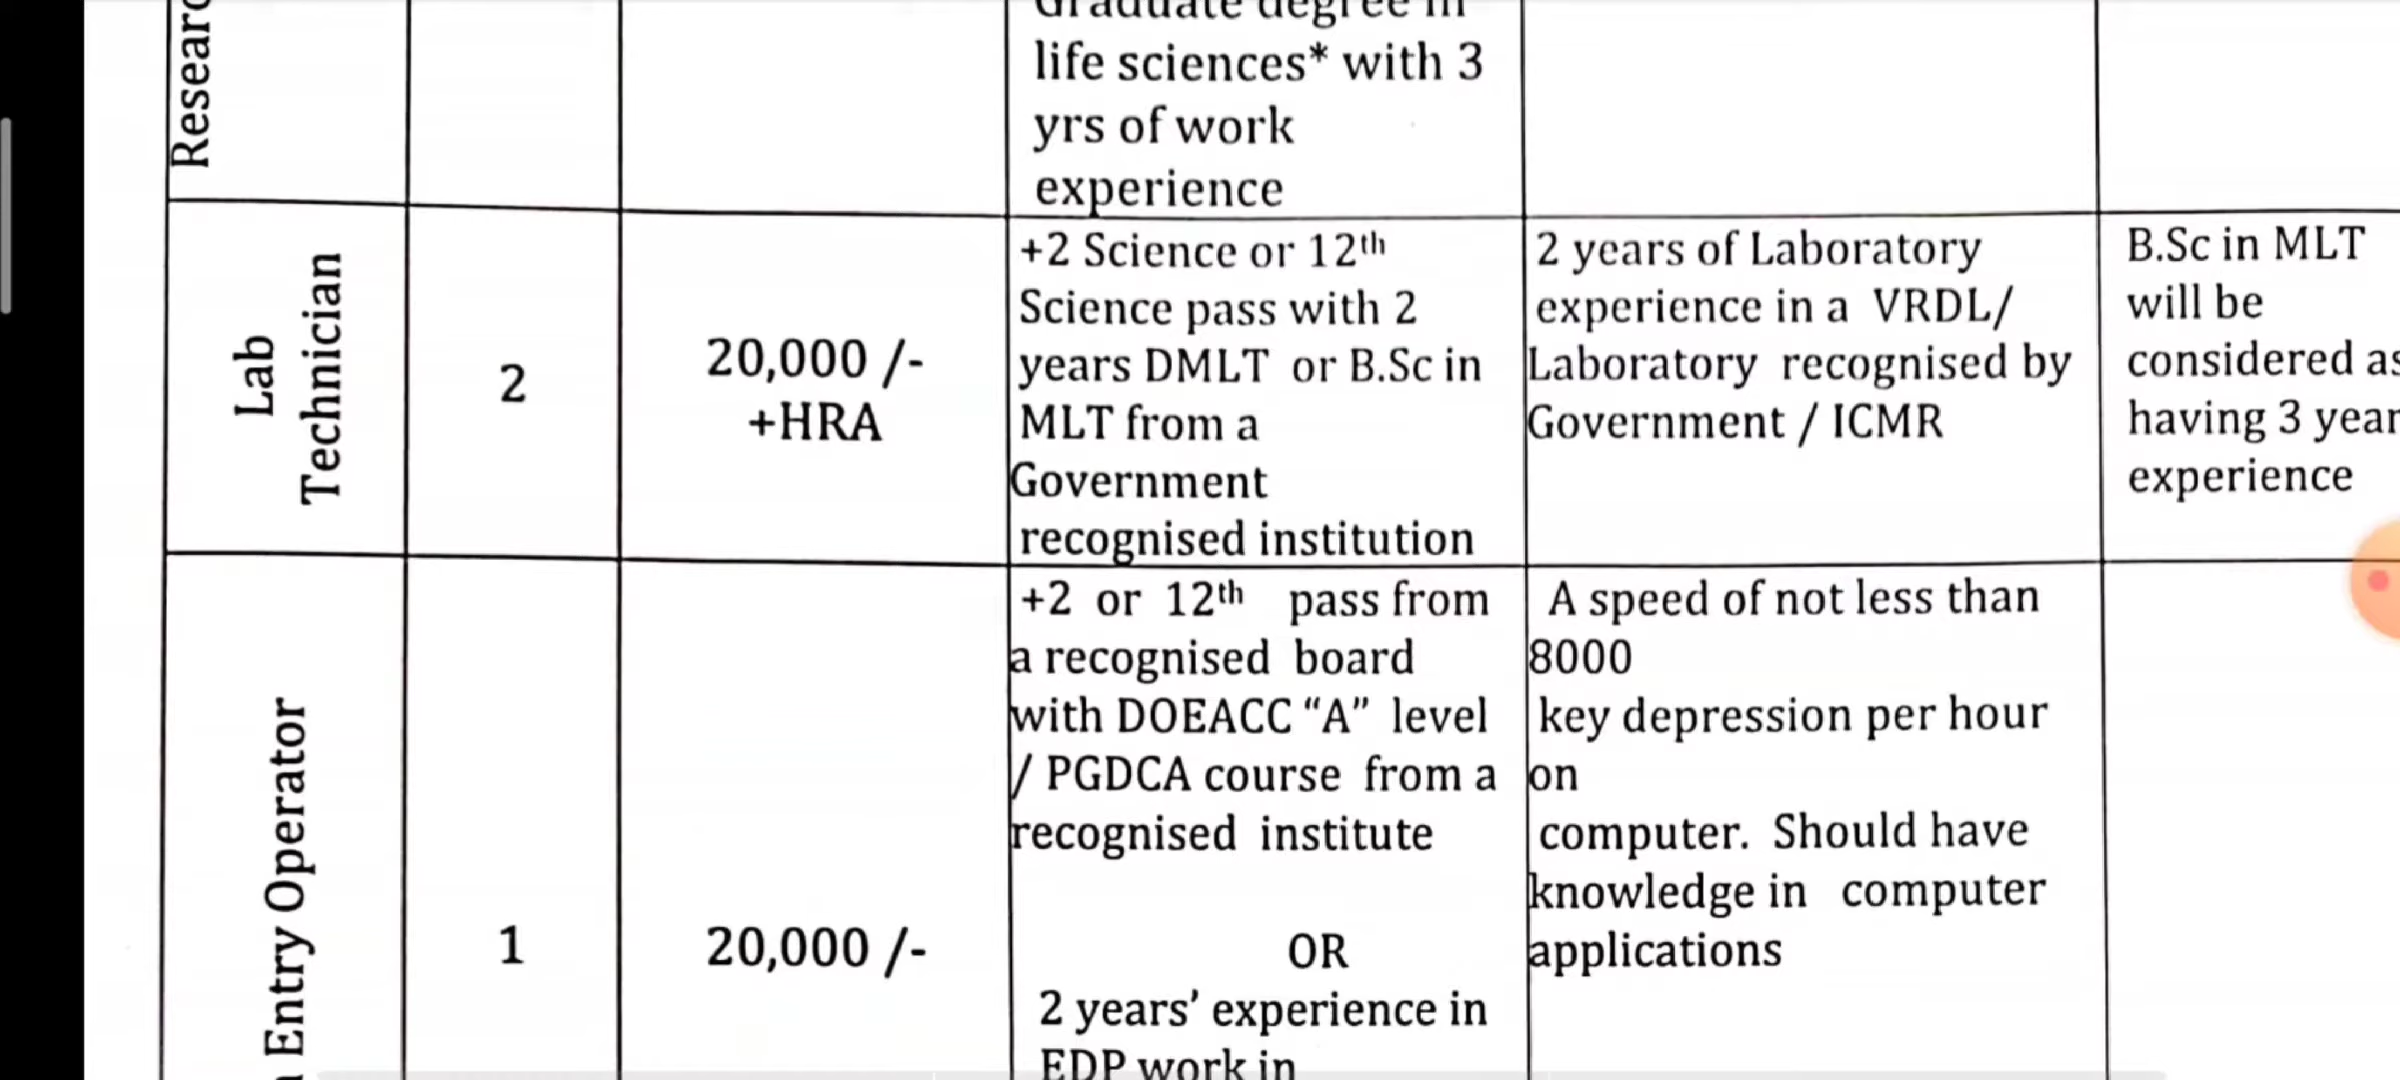 Graduate degree in
life sciences* with 3
yrs of work
experience
Lab
Technician
2
20,000 /-
+HRA
+2 Science or 12th
Science pass with 2
years DMLT or B.Sc in
MLT from a
Government
recognised institution
2 years of Laboratory
experience in a VRDL/
Laboratory recognised by
Government / ICMR
B.Sc in MLT
will be
considered as
having 3 year
experience
Entry Operator
1
20,000 /-
+2 or 12th pass from
a recognised board
with DOEACC "A" level
/ PGDCA course from a
recognised institute
OR
2 years' experience in
EDP work in
A speed of not less than
8000
key depression per hour
on
computer. Should have
knowledge in computer
applications